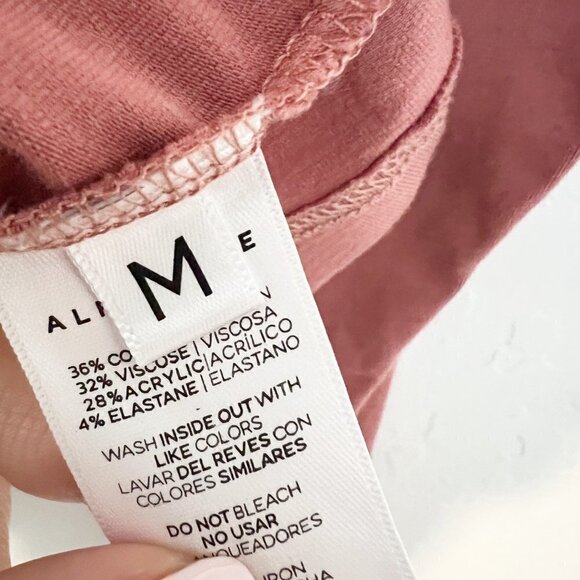 M
36%
32% VISCOSE | VISCOSA
28% ACRYLIC | ACRÍLICO
4% ELASTANE | ELASTANO
WASH INSIDE OUT WITH
LIKE COLORS
LAVAR DEL REVES CON
COLORES SIMILARES
DO NOT BLEACH
NO USAR